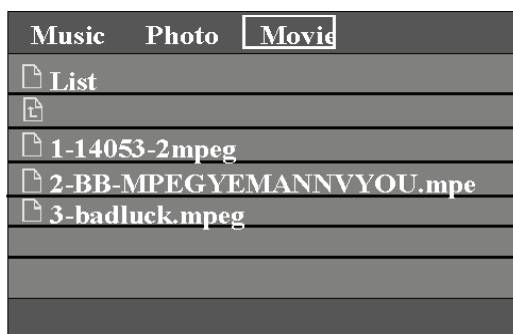 Music Photo Movie
List
1-14053-2mpeg
2-BB-MPEGYEMANNVYOU.mpe
3-badluck.mpeg